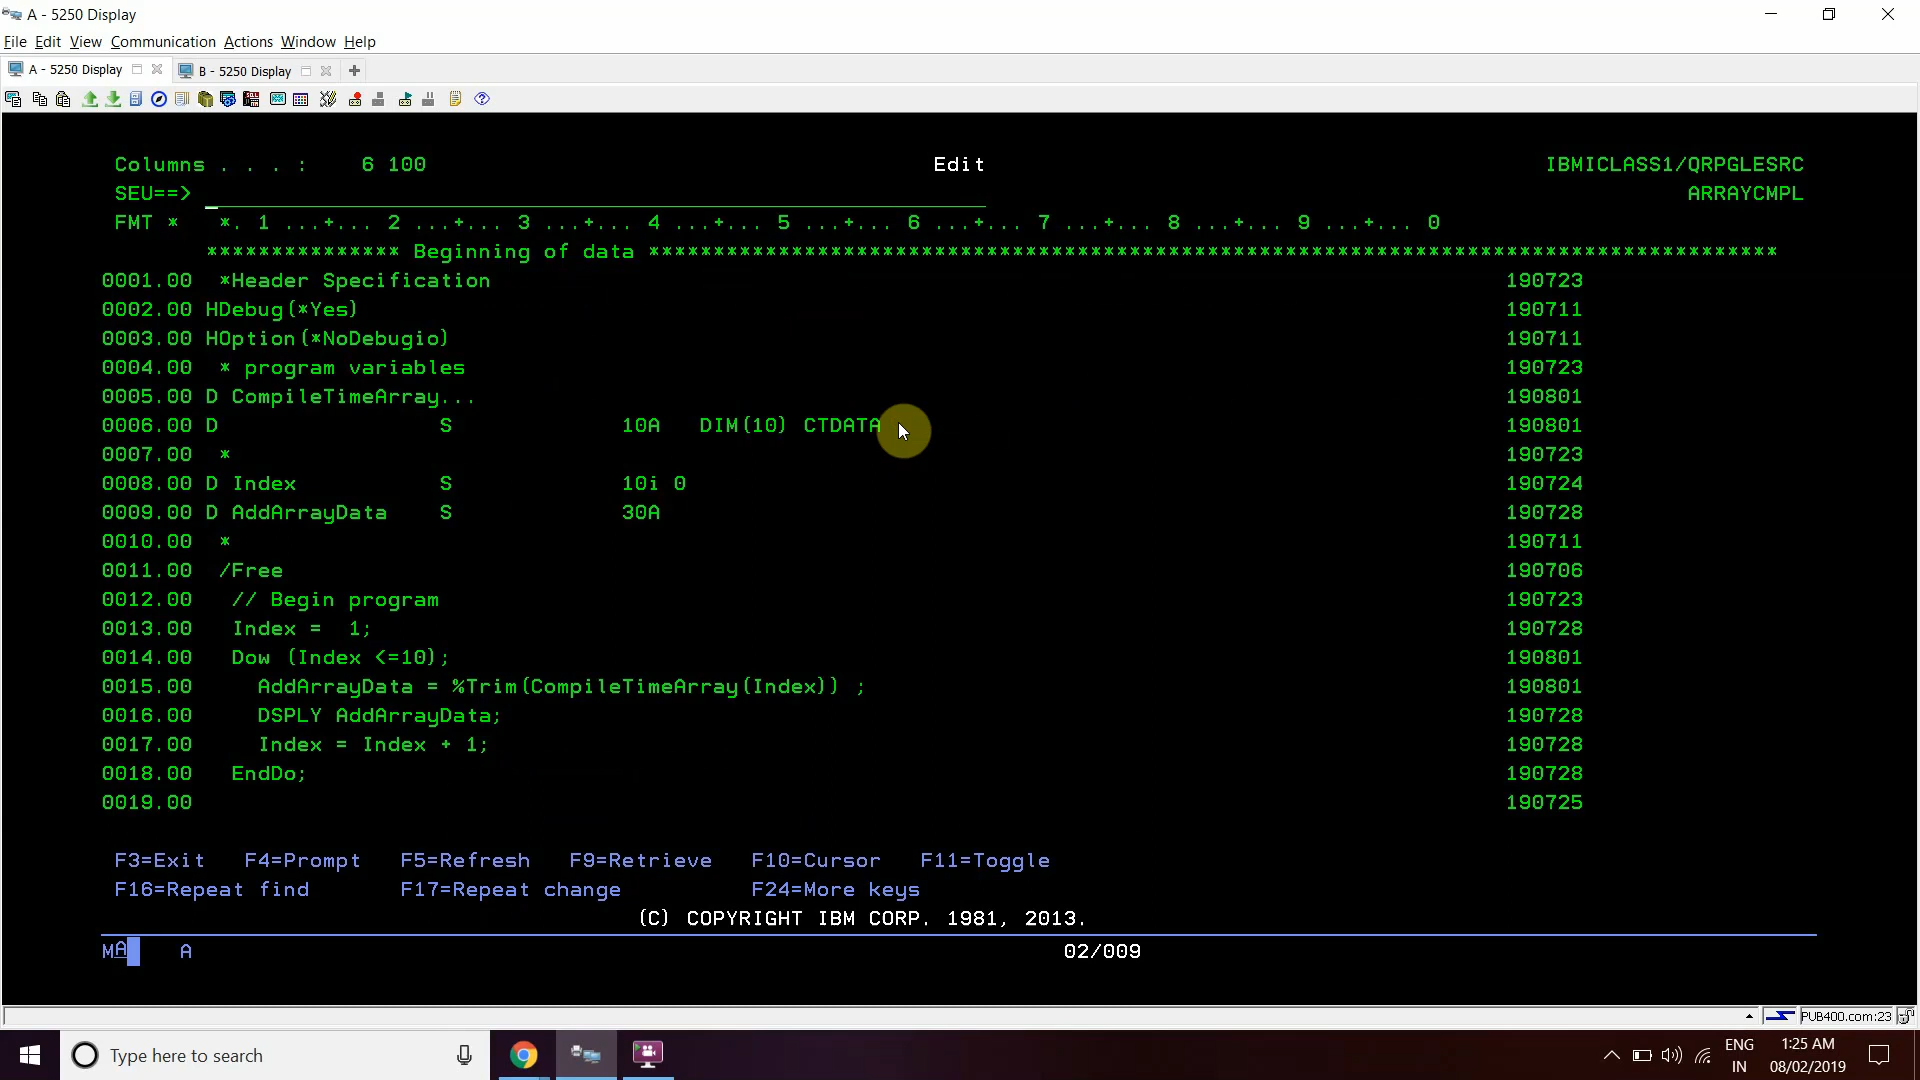 A - 5250 Display
File Edit View Communication Actions Window Help
A - 5250 Display B - 5250 Display
Columns . . . : 6 100 Edit IBMICLASS1/QRPGLESRC
SEU==> ARRAYCMPL
FMT * *. 1 ...+... 2 ...+... 3 ...+... 4 ...+... 5 ...+... 6 ...+... 7 ...+... 8 ...+... 9 ...+... 0
*************** Beginning of data ***************************************************************************************
0001.00 *Header Specification 190723
0002.00 HDebug(*Yes) 190711
0003.00 HOption(*NoDebugio) 190711
0004.00 * program variables 190723
0005.00 D CompileTimeArray... 190801
0006.00 D S 10A DIM(10) CTDATA 190801
0007.00 * 190723
0008.00 D Index S 10i 0 190724
0009.00 D AddArrayData S 30A 190728
0010.00 * 190711
0011.00 /Free 190706
0012.00 // Begin program 190723
0013.00 Index = 1; 190728
0014.00 Dow (Index <=10); 190801
0015.00 AddArrayData = %Trim(CompileTimeArray(Index)) ; 190801
0016.00 DSPLY AddArrayData; 190728
0017.00 Index = Index + 1; 190728
0018.00 EndDo; 190728
0019.00 190725
F3=Exit F4=Prompt F5=Refresh F9=Retrieve F10=Cursor F11=Toggle
F16=Repeat find F17=Repeat change F24=More keys
(C) COPYRIGHT IBM CORP. 1981, 2013.
MA A 02/009
PUB400.com:23
Type here to search ENG 1:25 AM
IN 08/02/2019